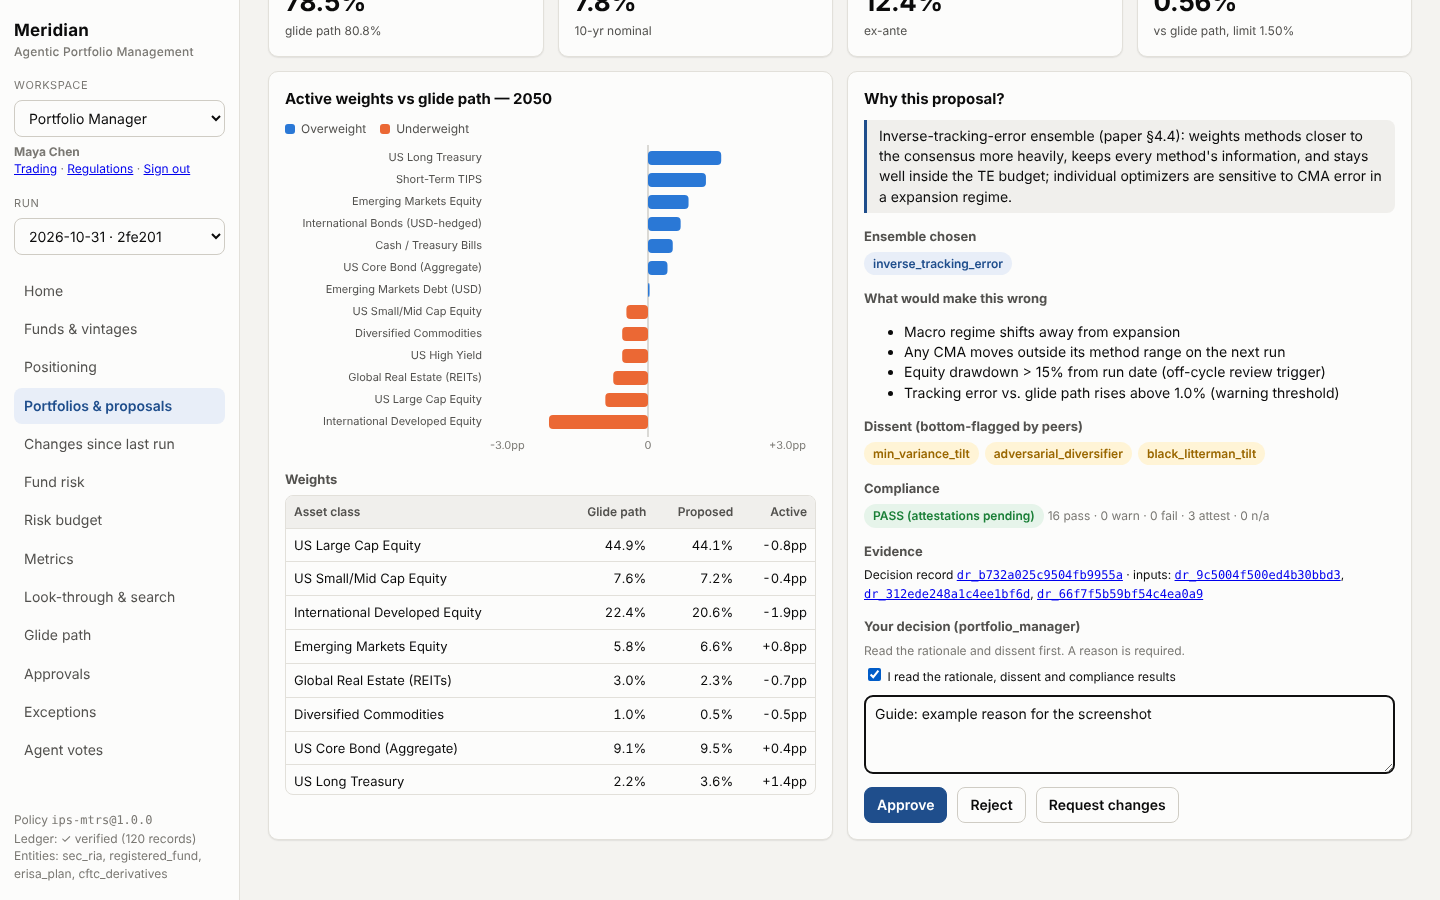 Meridian
Agentic Portfolio Management
WORKSPACE
Portfolio Manager
Maya Chen
Trading · Regulations · Sign out
RUN
2026-10-31 · 2fe201
Home
Funds & vintages
Positioning
Portfolios & proposals
Changes since last run
Fund risk
Risk budget
Metrics
Look-through & search
Glide path
Approvals
Exceptions
Agent votes
Policy ips-mtrs@1.0.0
Ledger: ✓ verified (120 records)
Entities: sec_ria, registered_fund,
erisa_plan, cftc_derivatives
78.5%
glide path 80.8%
7.8%
10-yr nominal
12.4%
ex-ante
0.56%
vs glide path, limit 1.50%
Active weights vs glide path — 2050
Overweight
Underweight
US Long Treasury
Short-Term TIPS
Emerging Markets Equity
International Bonds (USD-hedged)
Cash / Treasury Bills
US Core Bond (Aggregate)
Emerging Markets Debt (USD)
US Small/Mid Cap Equity
Diversified Commodities
US High Yield
Global Real Estate (REITs)
US Large Cap Equity
International Developed Equity
-3.0pp 0 +3.0pp
Weights
Asset class Glide path Proposed Active
US Large Cap Equity 44.9% 44.1% -0.8pp
US Small/Mid Cap Equity 7.6% 7.2% -0.4pp
International Developed Equity 22.4% 20.6% -1.9pp
Emerging Markets Equity 5.8% 6.6% +0.8pp
Global Real Estate (REITs) 3.0% 2.3% -0.7pp
Diversified Commodities 1.0% 0.5% -0.5pp
US Core Bond (Aggregate) 9.1% 9.5% +0.4pp
US Long Treasury 2.2% 3.6% +1.4pp
Why this proposal?
Inverse-tracking-error ensemble (paper §4.4): weights methods closer to
the consensus more heavily, keeps every method's information, and stays
well inside the TE budget; individual optimizers are sensitive to CMA error in
a expansion regime.
Ensemble chosen
inverse_tracking_error
What would make this wrong
• Macro regime shifts away from expansion
• Any CMA moves outside its method range on the next run
• Equity drawdown > 15% from run date (off-cycle review trigger)
• Tracking error vs. glide path rises above 1.0% (warning threshold)
Dissent (bottom-flagged by peers)
min_variance_tilt adversarial_diversifier black_litterman_tilt
Compliance
PASS (attestations pending) 16 pass · 0 warn · 0 fail · 3 attest · 0 n/a
Evidence
Decision record dr_b732a025c9504fb9955a · inputs: dr_9c5004f500ed4b30bbd3,
dr_312ede248a1c4ee1bf6d, dr_66f7f5b59bf54c4ea0a9
Your decision (portfolio_manager)
Read the rationale and dissent first. A reason is required.
I read the rationale, dissent and compliance results
Guide: example reason for the screenshot
Approve Reject Request changes